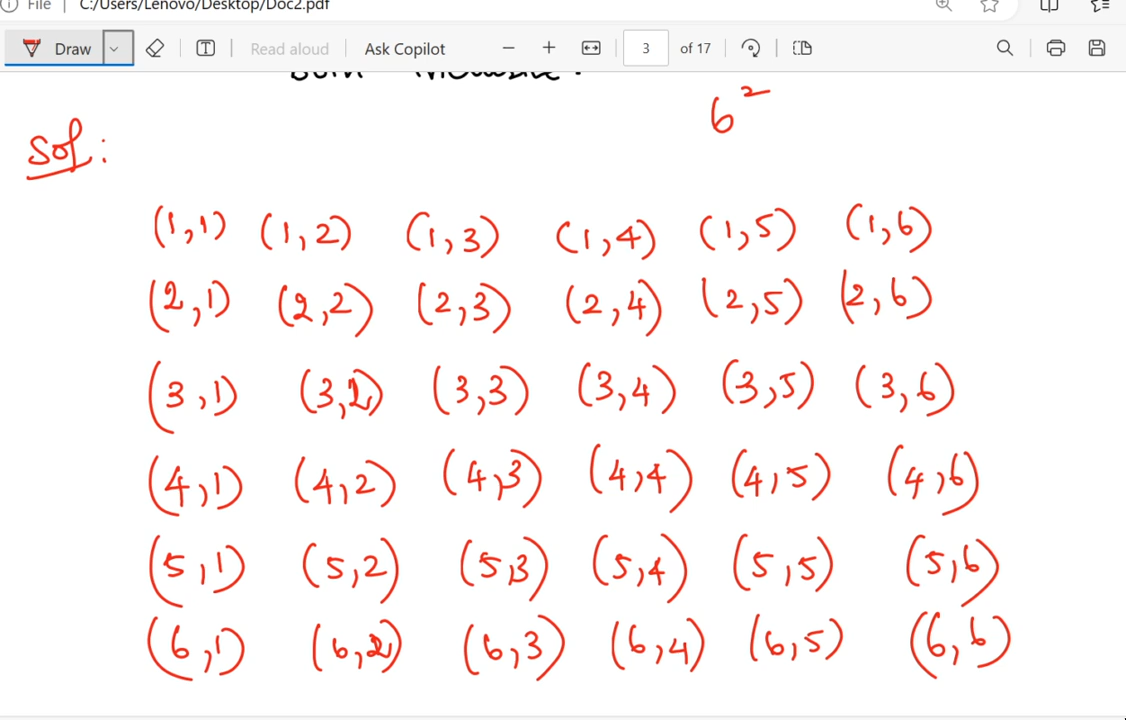 File | C:/Users/Lenovo/Desktop/Doc2.pdf
Draw | T | Read aloud | Ask Copilot − + 3 of 17
6²
Sol:
(1,1) (1,2) (1,3) (1,4) (1,5) (1,6)
(2,1) (2,2) (2,3) (2,4) (2,5) (2,6)
(3,1) (3,2) (3,3) (3,4) (3,5) (3,6)
(4,1) (4,2) (4,3) (4,4) (4,5) (4,6)
(5,1) (5,2) (5,3) (5,4) (5,5) (5,6)
(6,1) (6,2) (6,3) (6,4) (6,5) (6,6)